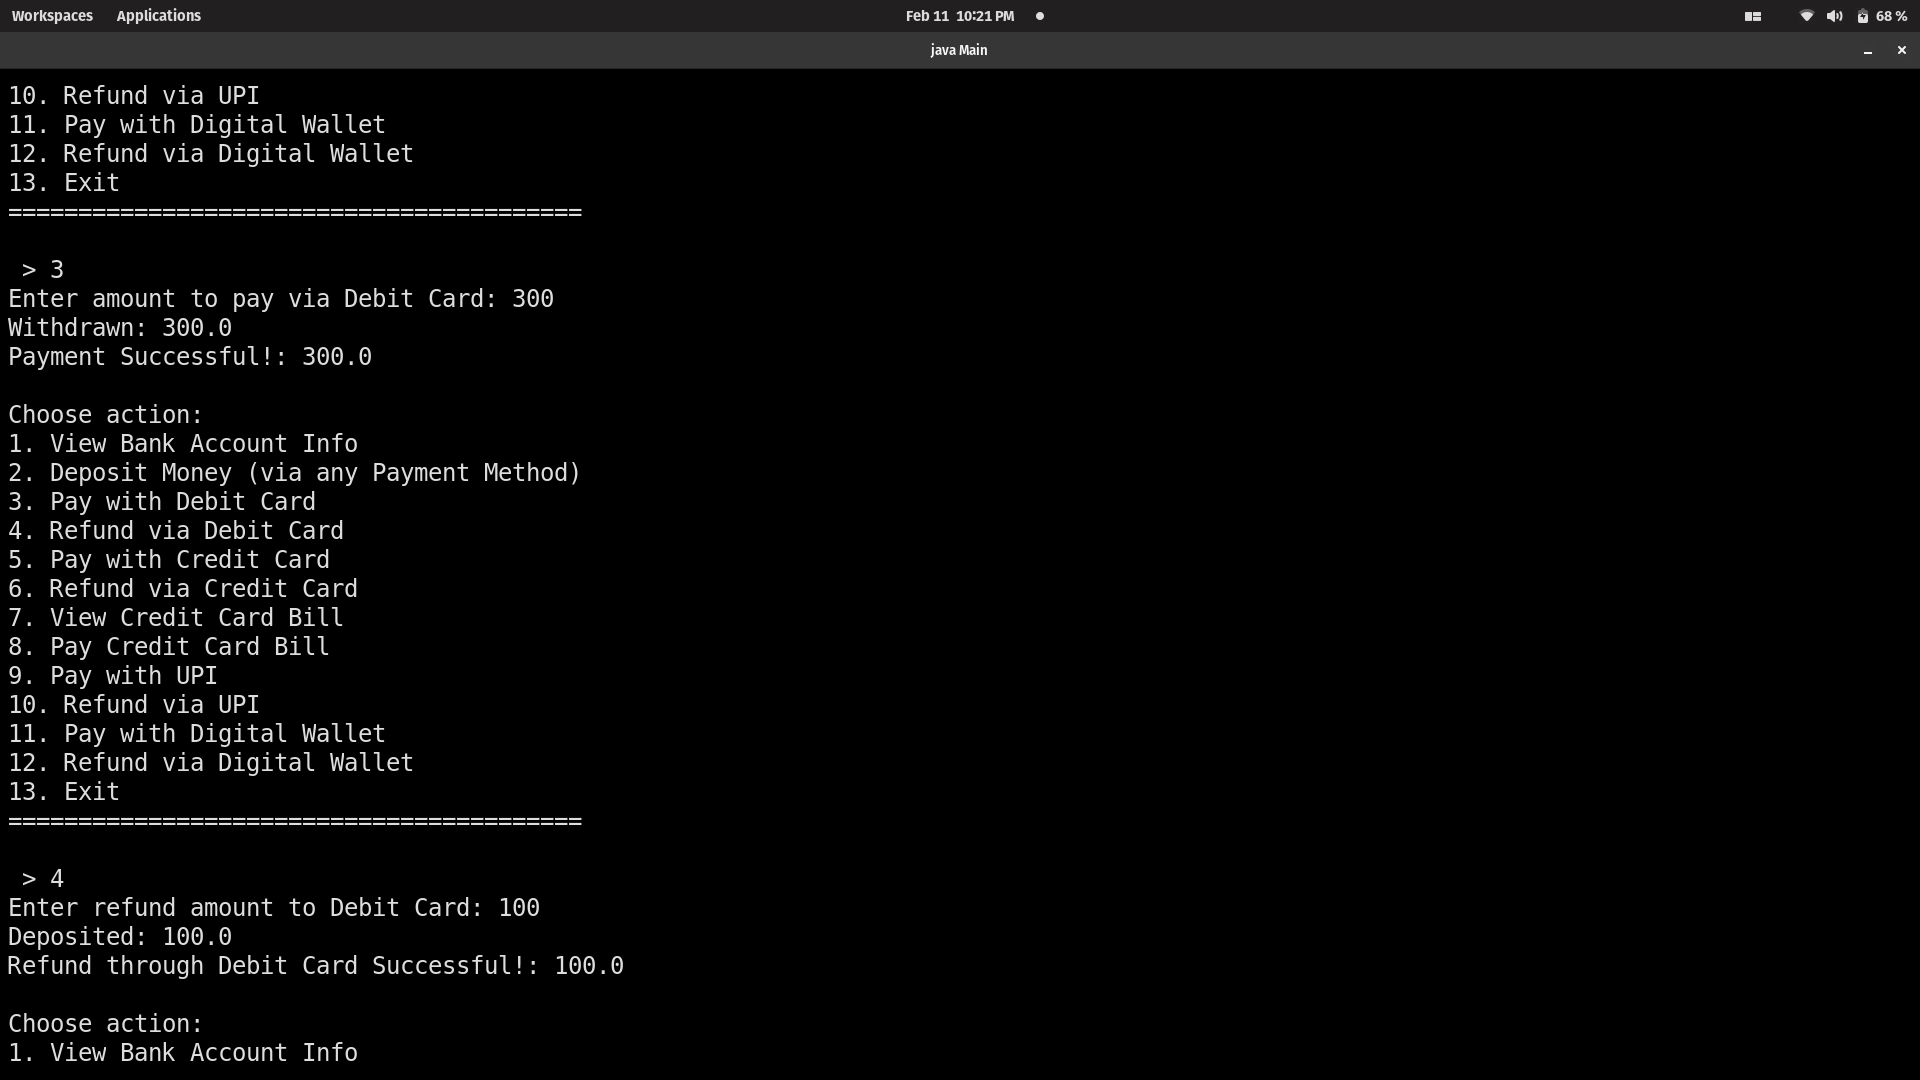 Workspaces Applications Feb 11 10:21 PM 68 %
java Main
10. Refund via UPI
11. Pay with Digital Wallet
12. Refund via Digital Wallet
13. Exit
=========================================
> 3
Enter amount to pay via Debit Card: 300
Withdrawn: 300.0
Payment Successful!: 300.0
Choose action:
1. View Bank Account Info
2. Deposit Money (via any Payment Method)
3. Pay with Debit Card
4. Refund via Debit Card
5. Pay with Credit Card
6. Refund via Credit Card
7. View Credit Card Bill
8. Pay Credit Card Bill
9. Pay with UPI
10. Refund via UPI
11. Pay with Digital Wallet
12. Refund via Digital Wallet
13. Exit
=========================================
> 4
Enter refund amount to Debit Card: 100
Deposited: 100.0
Refund through Debit Card Successful!: 100.0
Choose action:
1. View Bank Account Info